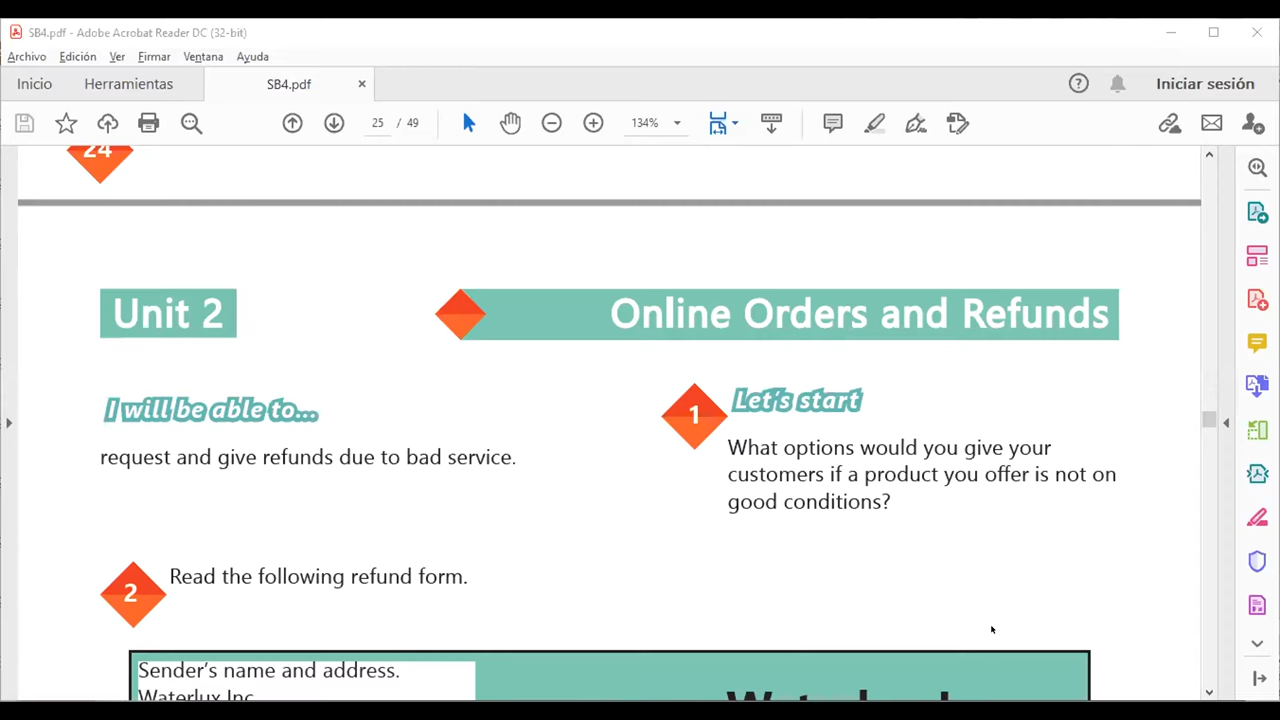 SB4.pdf - Adobe Acrobat Reader DC (32-bit)
Archivo Edición Ver Firmar Ventana Ayuda
Inicio Herramientas SB4.pdf Iniciar sesión
25 / 49 134%
24
Unit 2
Online Orders and Refunds
I will be able to...
request and give refunds due to bad service.
1
Let's start
What options would you give your
customers if a product you offer is not on
good conditions?
2
Read the following refund form.
Sender's name and address.
Waterlux Inc